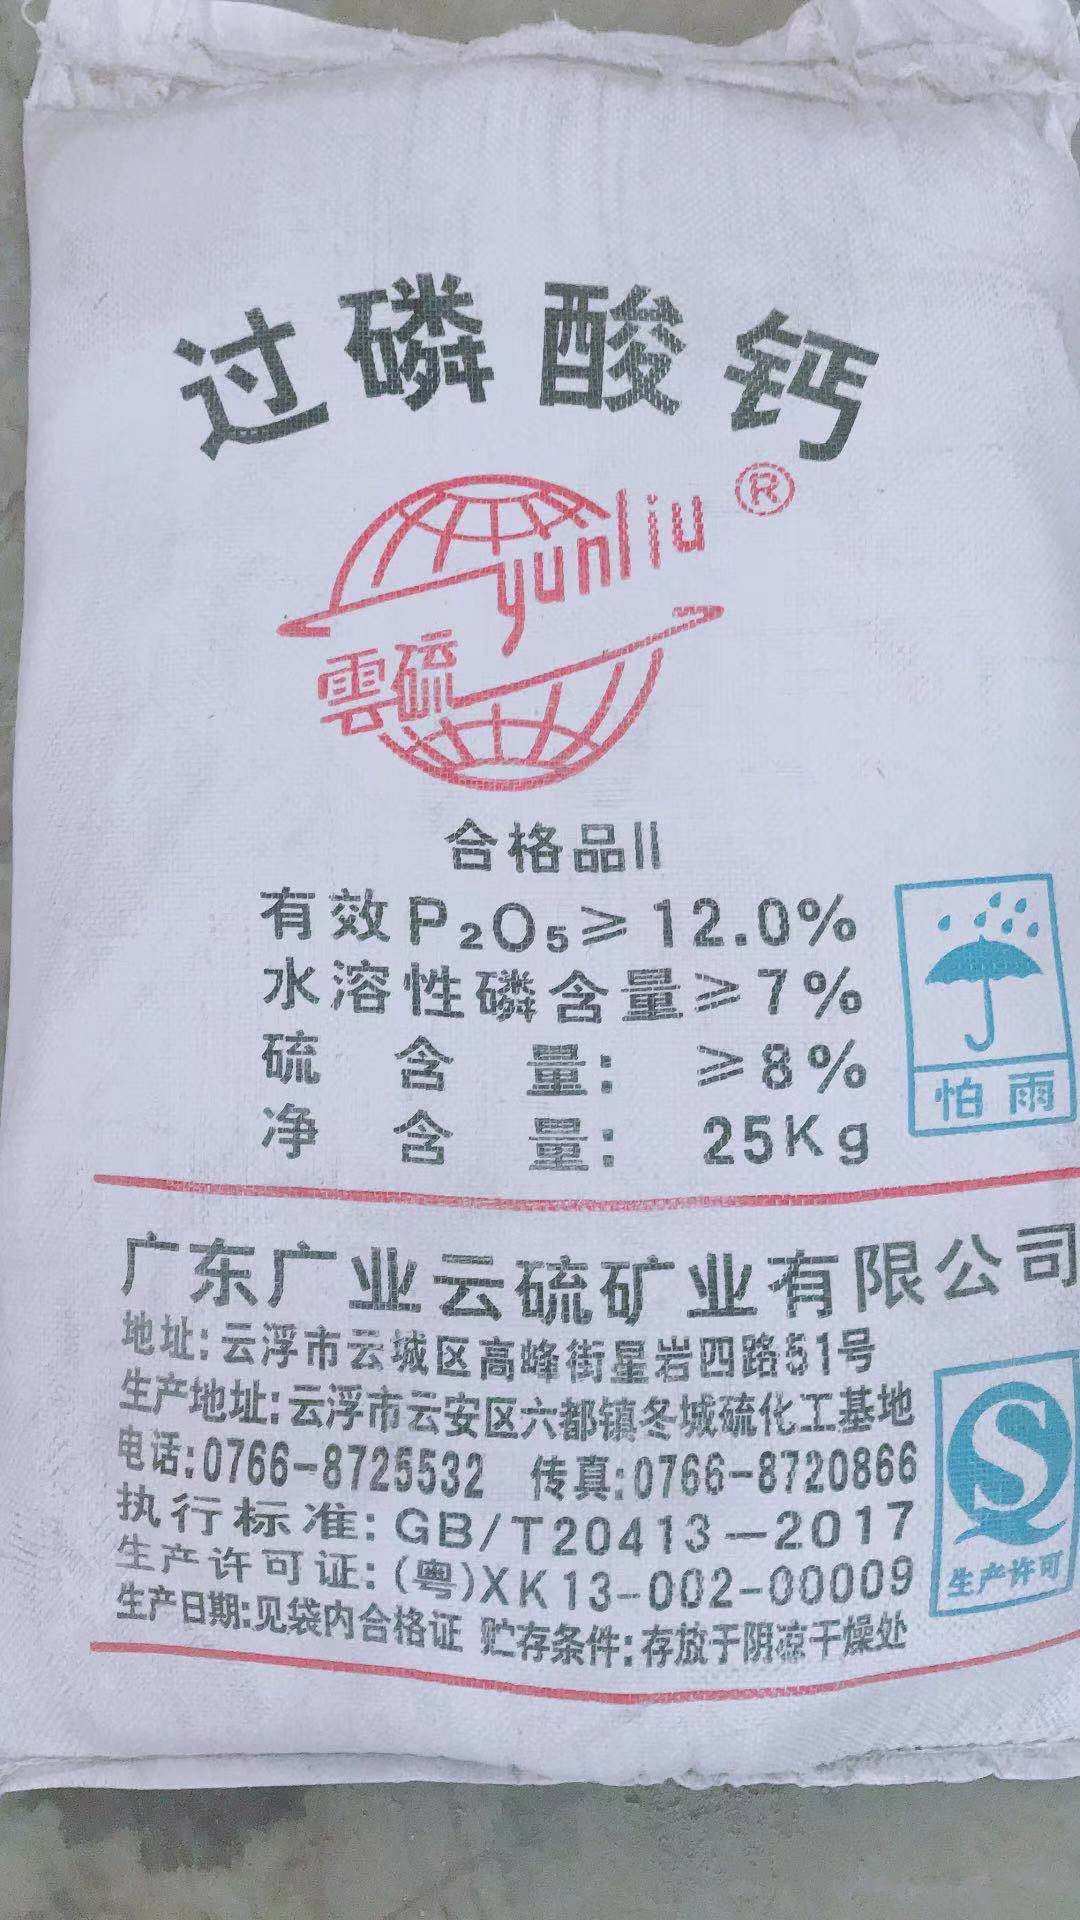 过磷酸钙
®
yunliu
雲硫
合格品II
有效P₂O₅≥12.0%
水溶性磷含量≥7%
硫含量: ≥8%
净含量: 25Kg
怕雨
广东广业云硫矿业有限公司
地址:云浮市云城区高峰街星岩四路51号
生产地址:云浮市云安区六都镇冬城硫化工基地
电话:0766-8725532 传真:0766-8720866
执行标准:GB/T20413-2017
生产许可证:(粤)XK13-002-00009
生产日期:见袋内合格证 贮存条件:存放于阴凉干燥处
S
生产许可